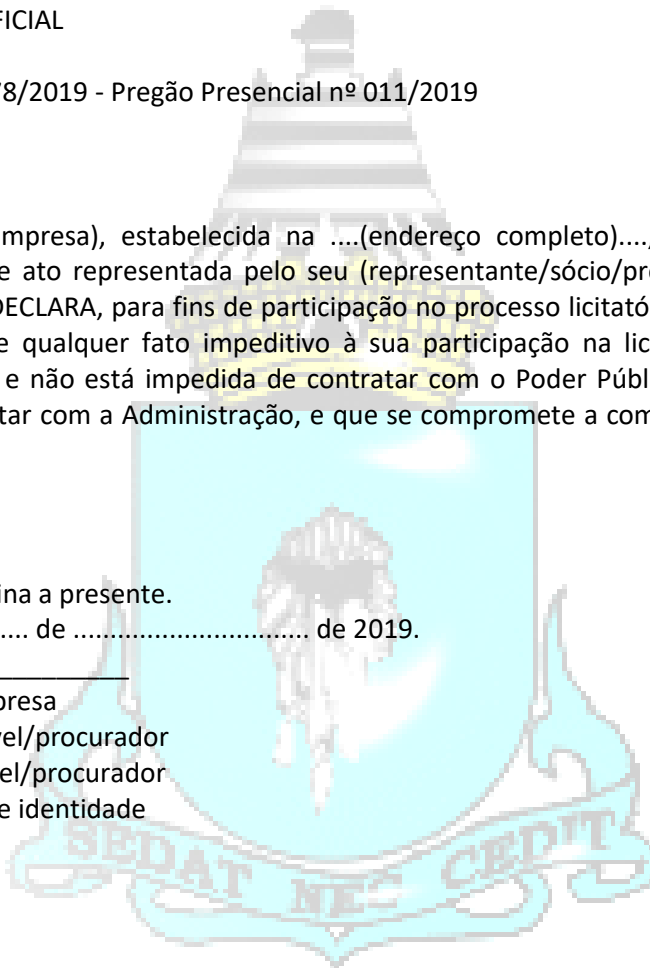 FICIAL
78/2019 - Pregão Presencial nº 011/2019
mpresa), estabelecida na ....(endereço completo)....,
e ato representada pelo seu (representante/sócio/pro
DECLARA, para fins de participação no processo licitató
e qualquer fato impeditivo à sua participação na lic
e não está impedida de contratar com o Poder Públ
tar com a Administração, e que se compromete a com
ina a presente.
.... de ............................... de 2019.
presa
vel/procurador
el/procurador
e identidade
SEDAT NEC CEDIT